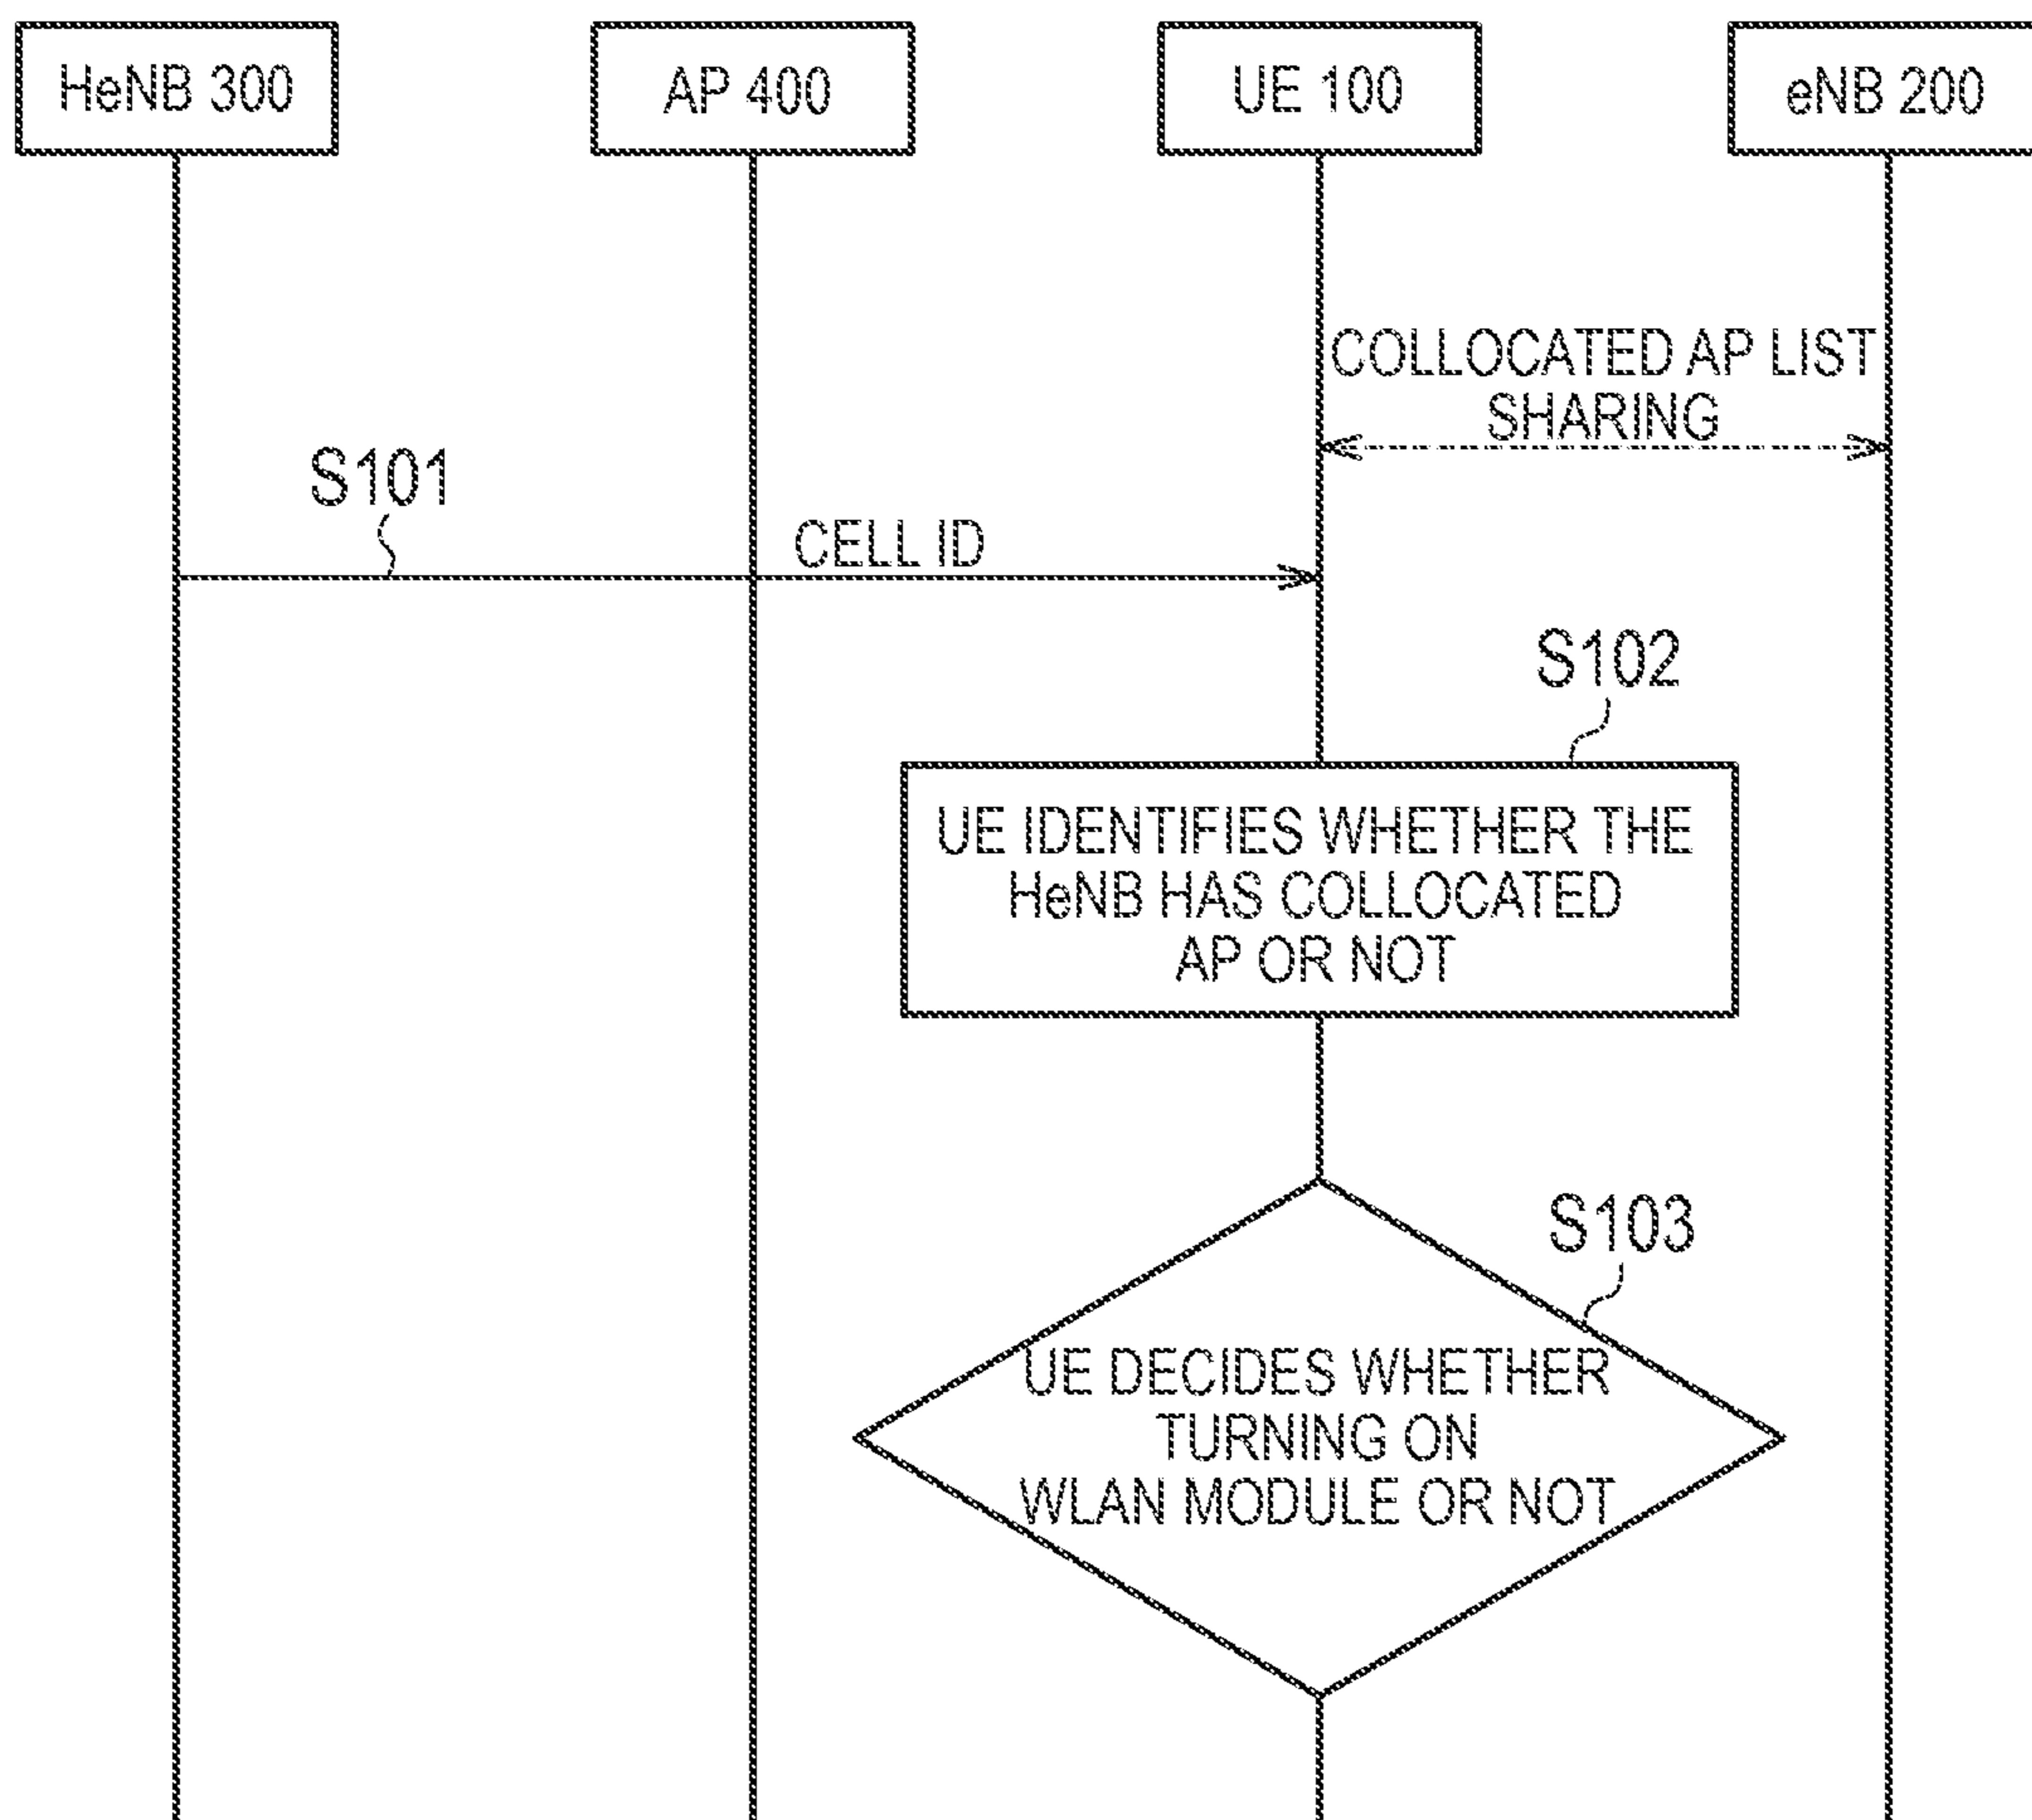 HeNB 300
AP 400
UE 100
eNB 200
COLLOCATED AP LIST
SHARING
S101
CELL ID
S102
UE IDENTIFIES WHETHER THE
HeNB HAS COLLOCATED
AP OR NOT
S103
UE DECIDES WHETHER
TURNING ON
WLAN MODULE OR NOT